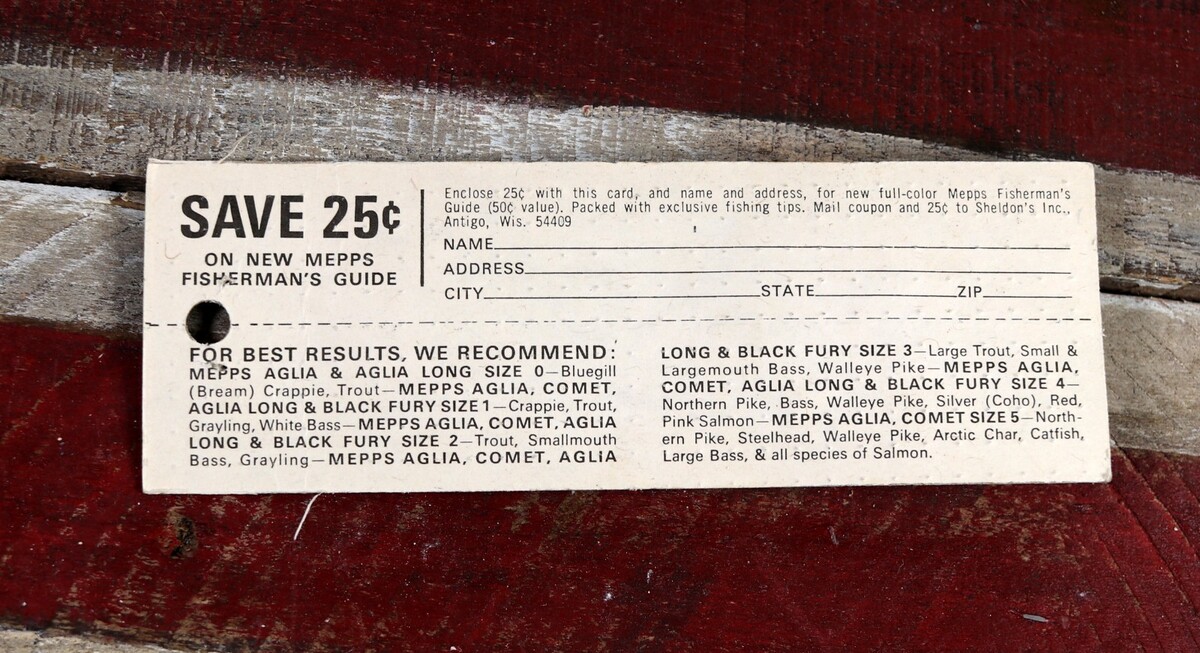 SAVE 25¢
ON NEW MEPPS
FISHERMAN'S GUIDE
Enclose 25¢ with this card, and name and address, for new full-color Mepps Fisherman's
Guide (50¢ value). Packed with exclusive fishing tips. Mail coupon and 25¢ to Sheldon's Inc.,
Antigo, Wis. 54409
NAME
ADDRESS
CITY STATE ZIP
FOR BEST RESULTS, WE RECOMMEND:
MEPPS AGLIA & AGLIA LONG SIZE 0—Bluegill
(Bream) Crappie, Trout—MEPPS AGLIA, COMET,
AGLIA LONG & BLACK FURY SIZE 1—Crappie, Trout,
Grayling, White Bass—MEPPS AGLIA, COMET, AGLIA
LONG & BLACK FURY SIZE 2—Trout, Smallmouth
Bass, Grayling—MEPPS AGLIA, COMET, AGLIA
LONG & BLACK FURY SIZE 3—Large Trout, Small &
Largemouth Bass, Walleye Pike—MEPPS AGLIA,
COMET, AGLIA LONG & BLACK FURY SIZE 4—
Northern Pike, Bass, Walleye Pike, Silver (Coho), Red,
Pink Salmon—MEPPS AGLIA, COMET SIZE 5—North-
ern Pike, Steelhead, Walleye Pike, Arctic Char, Catfish,
Large Bass, & all species of Salmon.